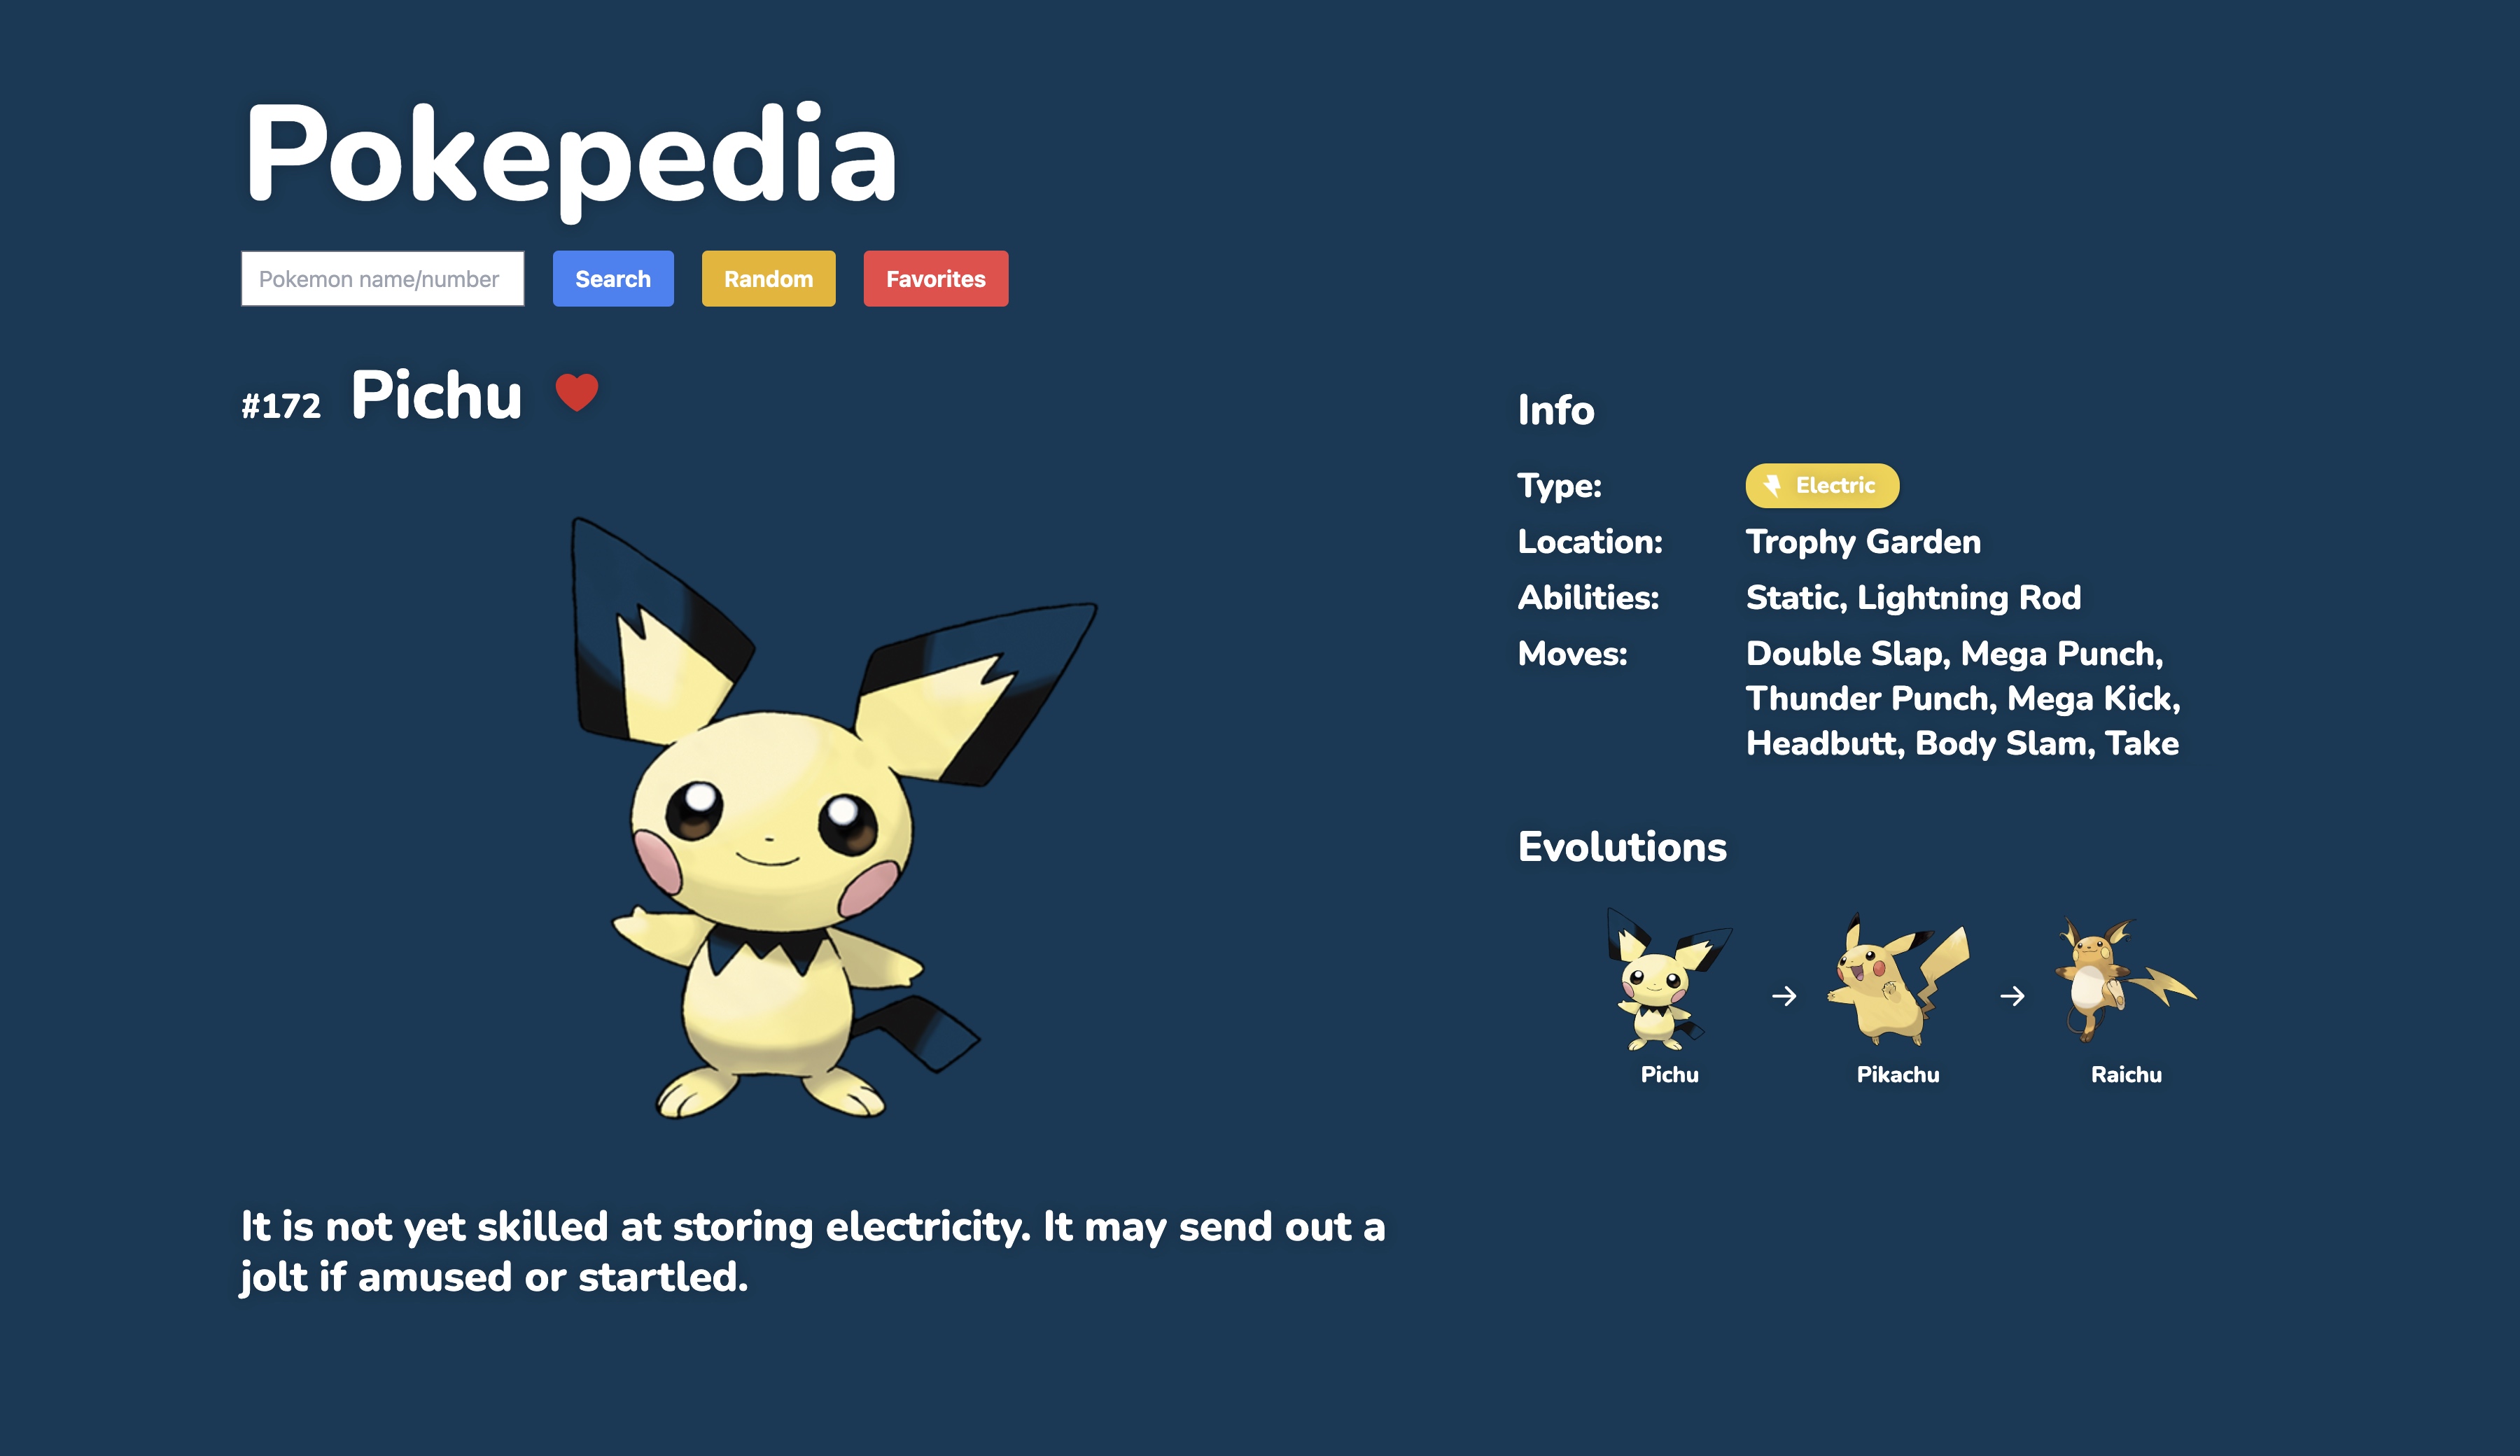 Pokepedia
Pokemon name/number
Search
Random
Favorites
#172 Pichu
It is not yet skilled at storing electricity. It may send out a
jolt if amused or startled.
Info
Type: Electric
Location: Trophy Garden
Abilities: Static, Lightning Rod
Moves: Double Slap, Mega Punch,
Thunder Punch, Mega Kick,
Headbutt, Body Slam, Take
Evolutions
Pichu
Pikachu
Raichu